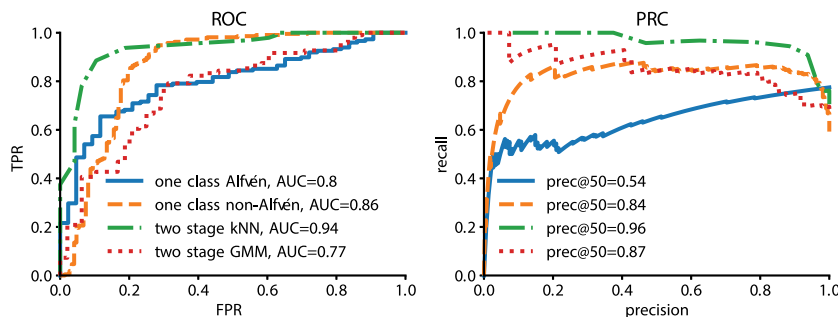 ROC
TPR
1.0
0.8
0.6
0.4
0.2
0.0
one class Alfvén, AUC=0.8
one class non-Alfvén, AUC=0.86
two stage kNN, AUC=0.94
two stage GMM, AUC=0.77
0.0 0.2 0.4 0.6 0.8 1.0
FPR
PRC
recall
1.0
0.8
0.6
0.4
0.2
0.0
prec@50=0.54
prec@50=0.84
prec@50=0.96
prec@50=0.87
0.0 0.2 0.4 0.6 0.8 1.0
precision